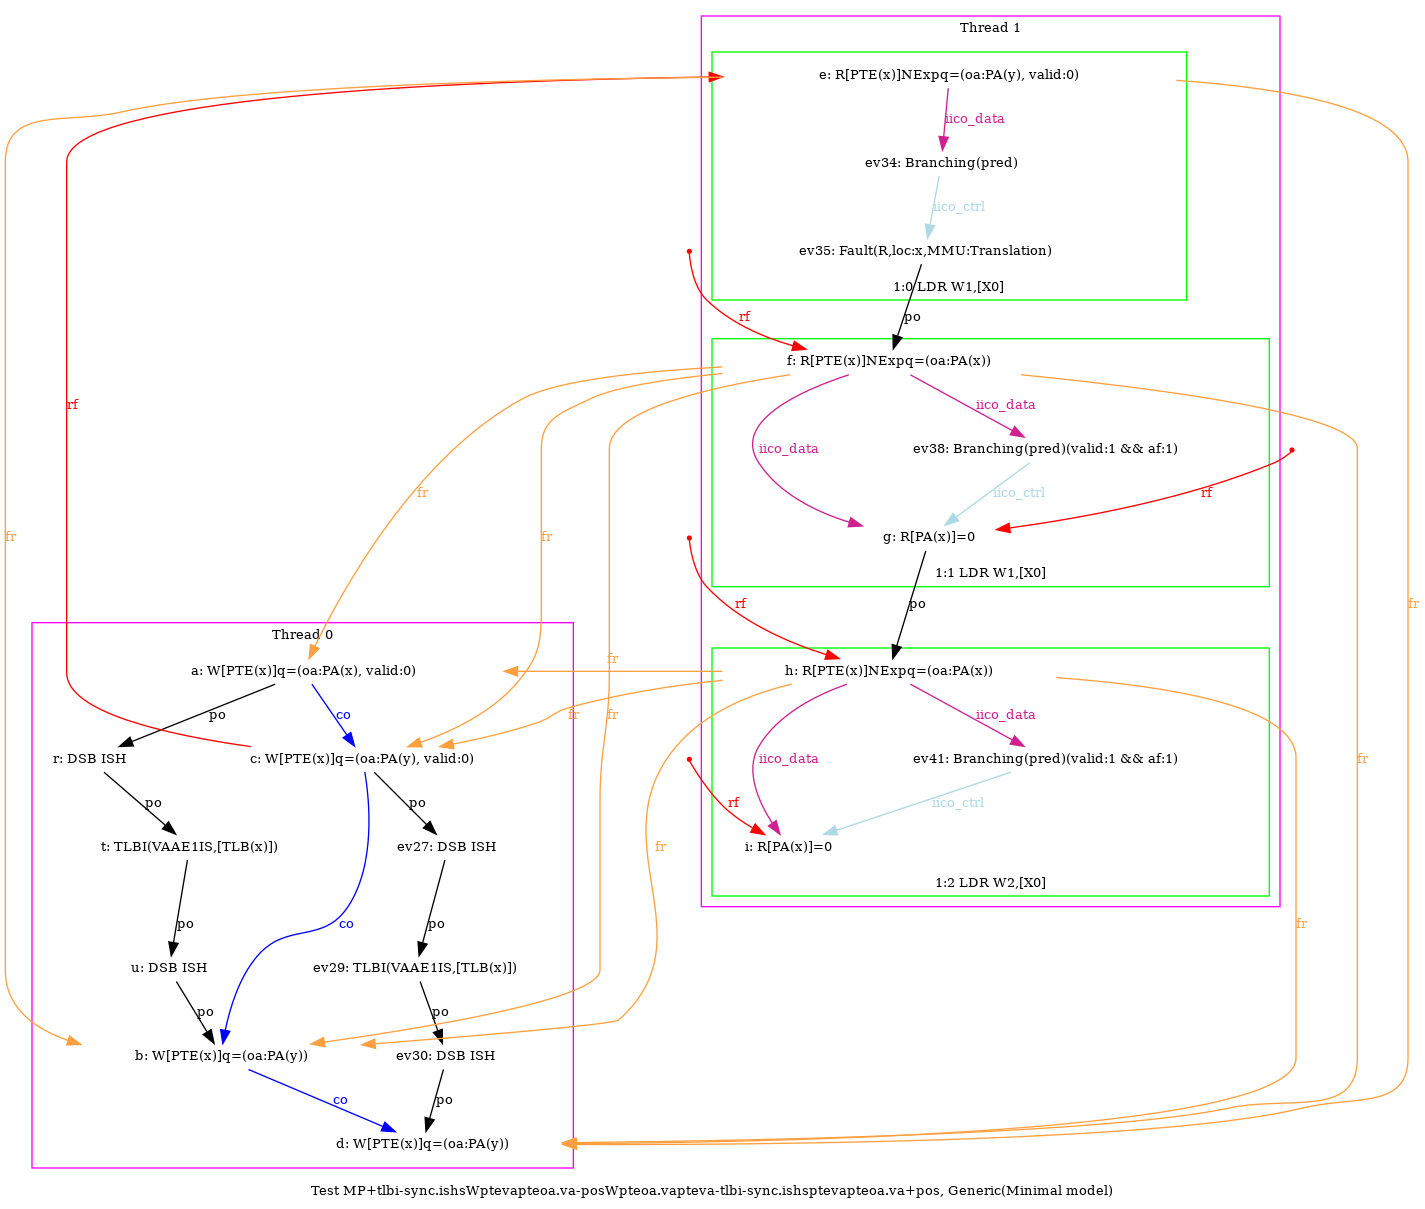 Thread 1
e: R[PTE(x)]NExpq=(oa:PA(y), valid:0)
iico_data
ev34: Branching(pred)
iico_ctrl
ev35: Fault(R,loc:x,MMU:Translation)
1:0 LDR W1,[X0]
rf
po
f: R[PTE(x)]NExpq=(oa:PA(x))
rf
iico_data
iico_data
ev38: Branching(pred)(valid:1 && af:1)
fr
iico_ctrl
rf
fr
fr
g: R[PA(x)]=0
1:1 LDR W1,[X0]
rf
po
fr
Thread 0
fr
h: R[PTE(x)]NExpq=(oa:PA(x))
a: W[PTE(x)]q=(oa:PA(x), valid:0)
po
co
fr
fr
iico_data
r: DSB ISH
c: W[PTE(x)]q=(oa:PA(y), valid:0)
iico_data
ev41: Branching(pred)(valid:1 && af:1)
fr
po
po
rf
iico_ctrl
t: TLBI(VAAE1IS,[TLB(x)])
ev27: DSB ISH
fr
i: R[PA(x)]=0
1:2 LDR W2,[X0]
po
co
po
fr
u: DSB ISH
ev29: TLBI(VAAE1IS,[TLB(x)])
po
po
b: W[PTE(x)]q=(oa:PA(y))
ev30: DSB ISH
co
po
d: W[PTE(x)]q=(oa:PA(y))
Test MP+tlbi-sync.ishsWptevapteoa.va-posWpteoa.vapteva-tlbi-sync.ishsptevapteoa.va+pos, Generic(Minimal model)